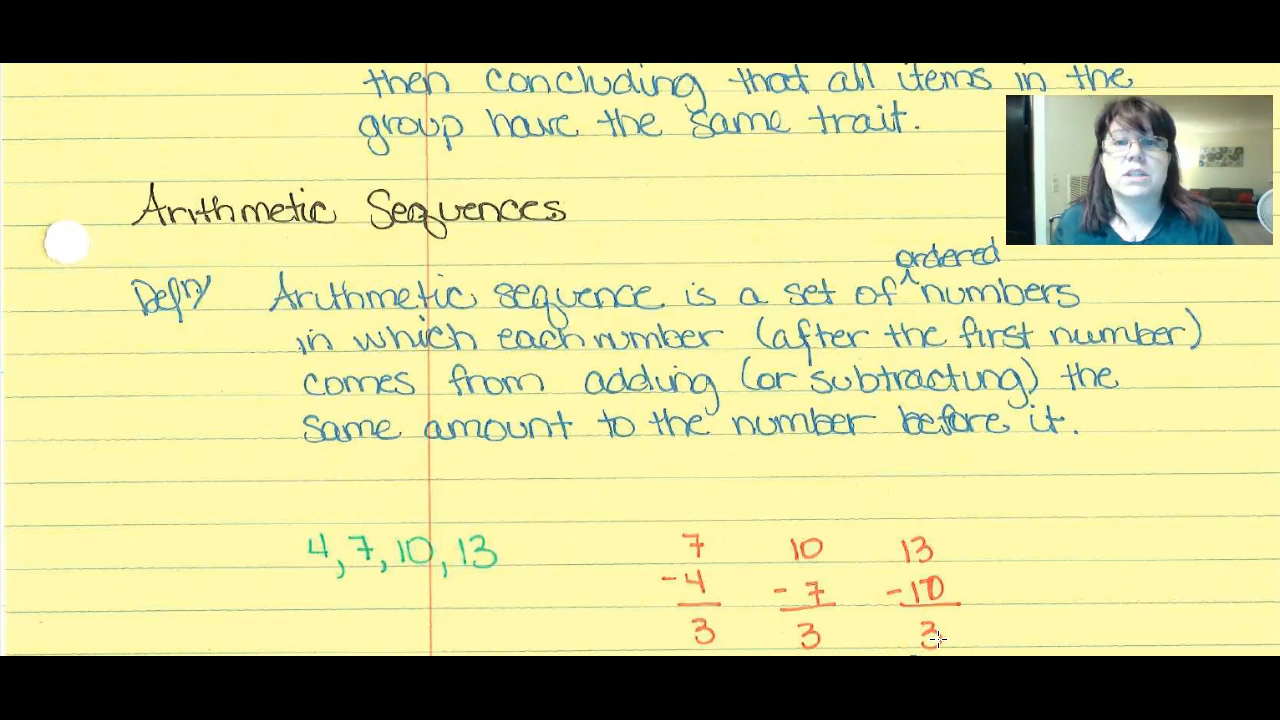 then concluding that all items in the
group have the same trait.
Arithmetic Sequences
ordered
Def'n/ Arithmetic sequence is a set of ^ numbers
in which each number (after the first number)
comes from adding (or subtracting) the
same amount to the number before it.
4, 7, 10, 13
7 10 13
-4 -7 -10
3 3 3